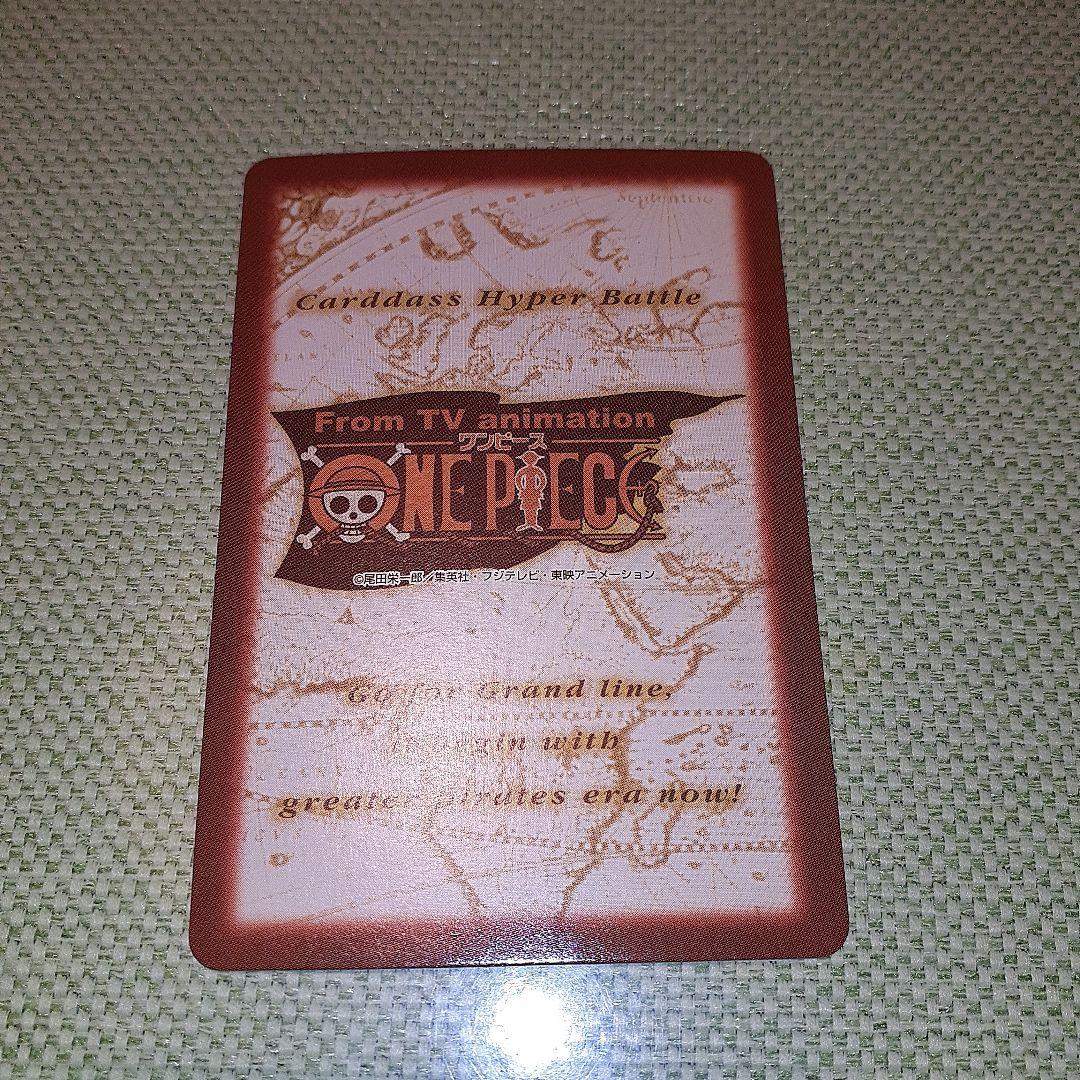 Septentrio
Carddass Hyper Battle
From TV animation
ワンピース
ONE PIECE
©尾田栄一郎/集英社・フジテレビ・東映アニメーション
Go for Grand line,
with
greater pirates era now!